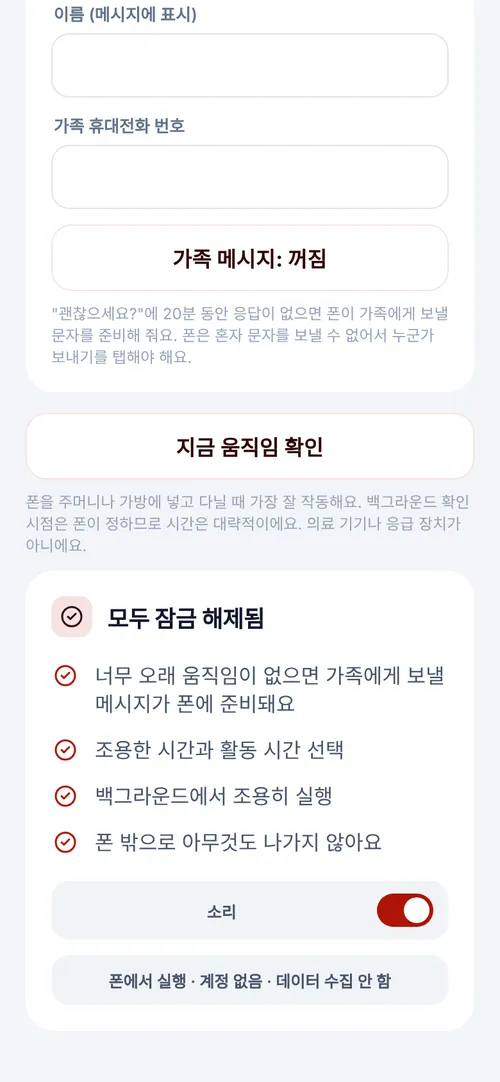 이름 (메시지에 표시)
가족 휴대전화 번호
가족 메시지: 꺼짐
"괜찮으세요?"에 20분 동안 응답이 없으면 폰이 가족에게 보낼
문자를 준비해 줘요. 폰은 혼자 문자를 보낼 수 없어서 누군가
보내기를 탭해야 해요.
지금 움직임 확인
폰을 주머니나 가방에 넣고 다닐 때 가장 잘 작동해요. 백그라운드 확인
시점은 폰이 정하므로 시간은 대략적이에요. 의료 기기나 응급 장치가
아니에요.
모두 잠금 해제됨
너무 오래 움직임이 없으면 가족에게 보낼
메시지가 폰에 준비돼요
조용한 시간과 활동 시간 선택
백그라운드에서 조용히 실행
폰 밖으로 아무것도 나가지 않아요
소리
폰에서 실행 · 계정 없음 · 데이터 수집 안 함